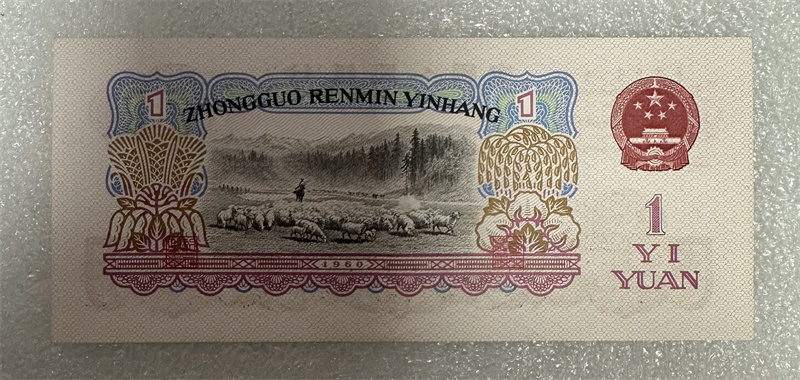 1
ZHONGGUO RENMIN YINHANG
1
1960
1
YI
YUAN